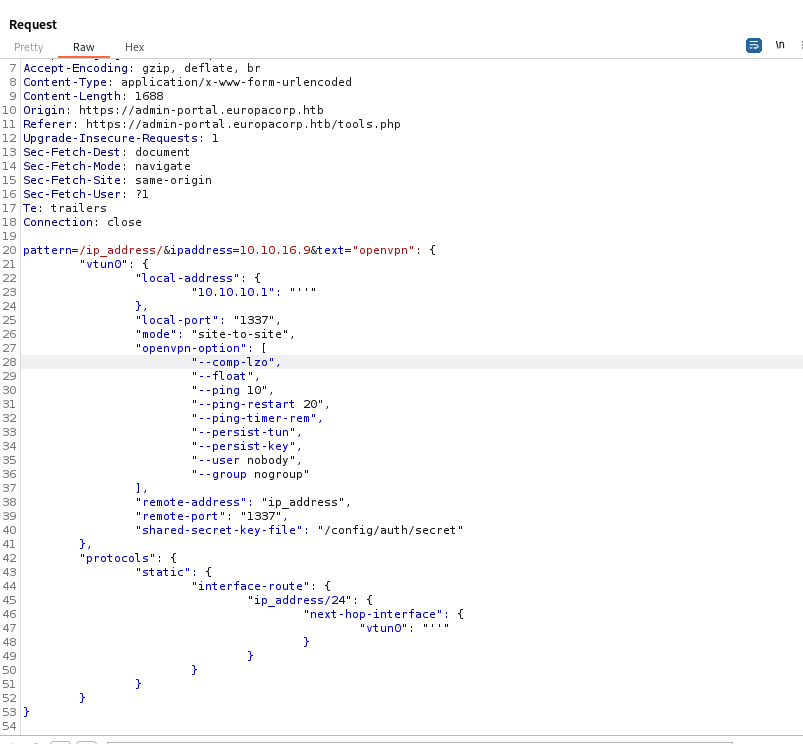 Request
Pretty Raw Hex \n
7 Accept-Encoding: gzip, deflate, br
8 Content-Type: application/x-www-form-urlencoded
9 Content-Length: 1688
10 Origin: https://admin-portal.europacorp.htb
11 Referer: https://admin-portal.europacorp.htb/tools.php
12 Upgrade-Insecure-Requests: 1
13 Sec-Fetch-Dest: document
14 Sec-Fetch-Mode: navigate
15 Sec-Fetch-Site: same-origin
16 Sec-Fetch-User: ?1
17 Te: trailers
18 Connection: close
19
20 pattern=/ip_address/&ipaddress=10.10.16.9&text="openvpn": {
21 "vtun0": {
22 "local-address": {
23 "10.10.10.1": "''"
24 },
25 "local-port": "1337",
26 "mode": "site-to-site",
27 "openvpn-option": [
28 "--comp-lzo",
29 "--float",
30 "--ping 10",
31 "--ping-restart 20",
32 "--ping-timer-rem",
33 "--persist-tun",
34 "--persist-key",
35 "--user nobody",
36 "--group nogroup"
37 ],
38 "remote-address": "ip_address",
39 "remote-port": "1337",
40 "shared-secret-key-file": "/config/auth/secret"
41 },
42 "protocols": {
43 "static": {
44 "interface-route": {
45 "ip_address/24": {
46 "next-hop-interface": {
47 "vtun0": "''"
48 }
49 }
50 }
51 }
52 }
53 }
54